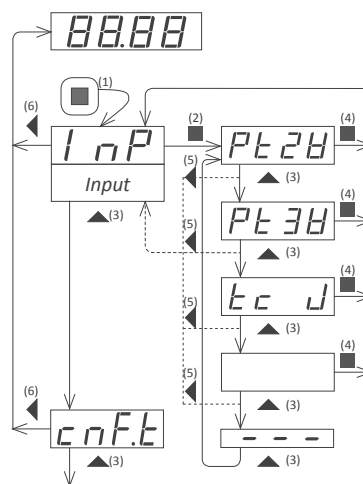 88.88
(1)
(6) (2) (4)
InP Pt2W
Input (5) (3)
(4)
(3) Pt3W
(5) (3)
(4)
tc J
(5) (3)
(4)
(5) (3)
(6)
cnF.t - - -
(3) (3)